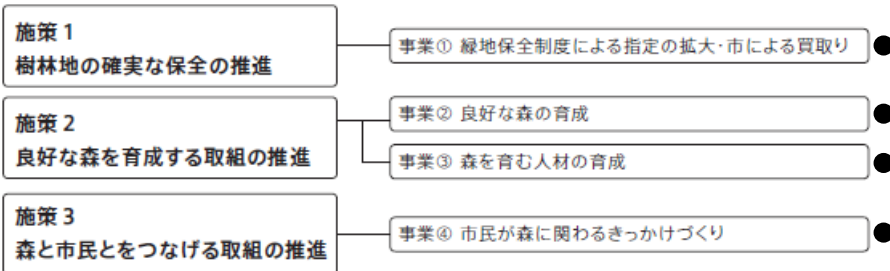 施策 1
樹林地の確実な保全の推進
事業① 緑地保全制度による指定の拡大・市による買取り
施策 2
良好な森を育成する取組の推進
事業② 良好な森の育成
事業③ 森を育む人材の育成
施策 3
森と市民とをつなげる取組の推進
事業④ 市民が森に関わるきっかけづくり